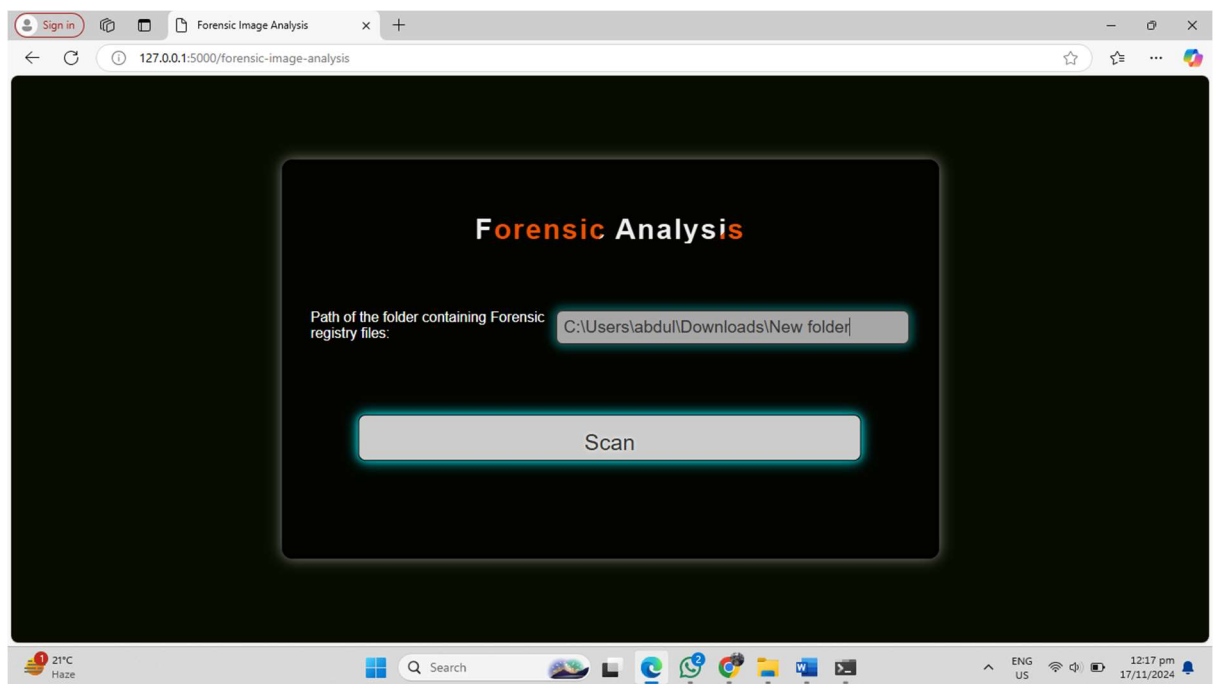 Sign in
Forensic Image Analysis
127.0.0.1:5000/forensic-image-analysis
Forensic Analysis
Path of the folder containing Forensic
registry files:
C:\Users\abdul\Downloads\New folder
Scan
1
21°C
Haze
Search
2
ENG
US
12:17 pm
17/11/2024